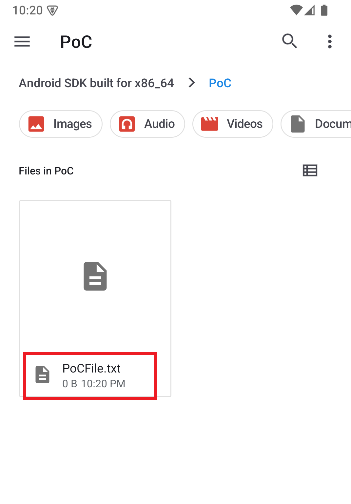 10:20
PoC
Android SDK built for x86_64 > PoC
Images Audio Videos Docum
Files in PoC
PoCFile.txt
0 B 10:20 PM